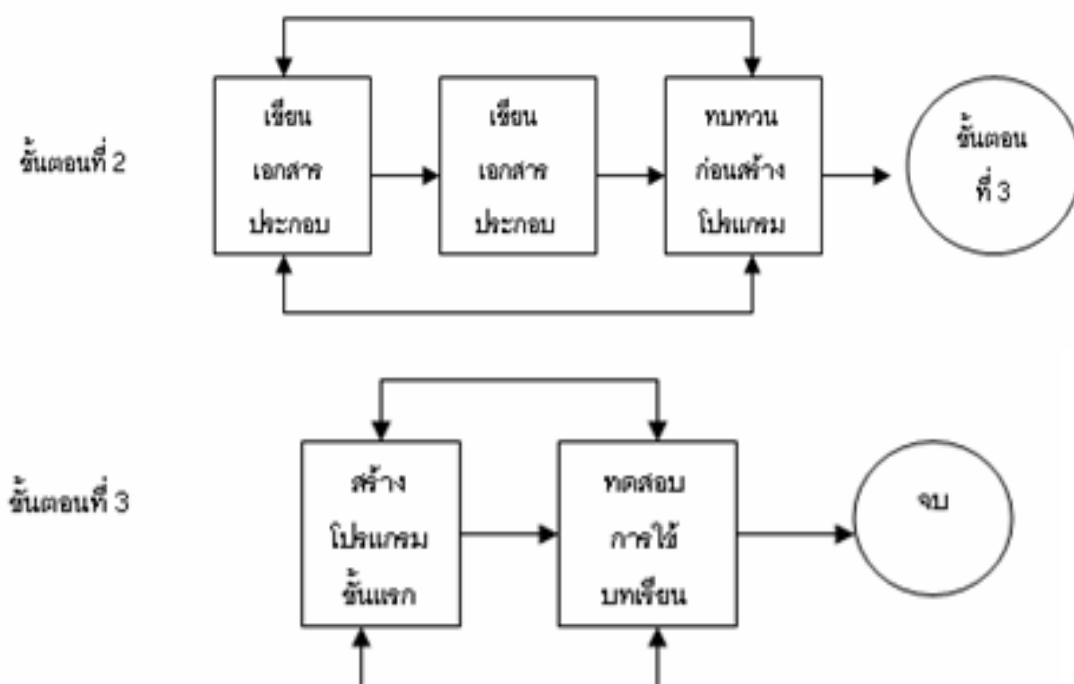 ขั้นตอนที่ 2
เขียน
เอกสาร
ประกอบ
เขียน
เอกสาร
ประกอบ
ทบทวน
ก่อนสร้าง
โปรแกรม
ขั้นตอน
ที่ 3
ขั้นตอนที่ 3
สร้าง
โปรแกรม
ขั้นแรก
ทดสอบ
การใช้
บทเรียน
จบ